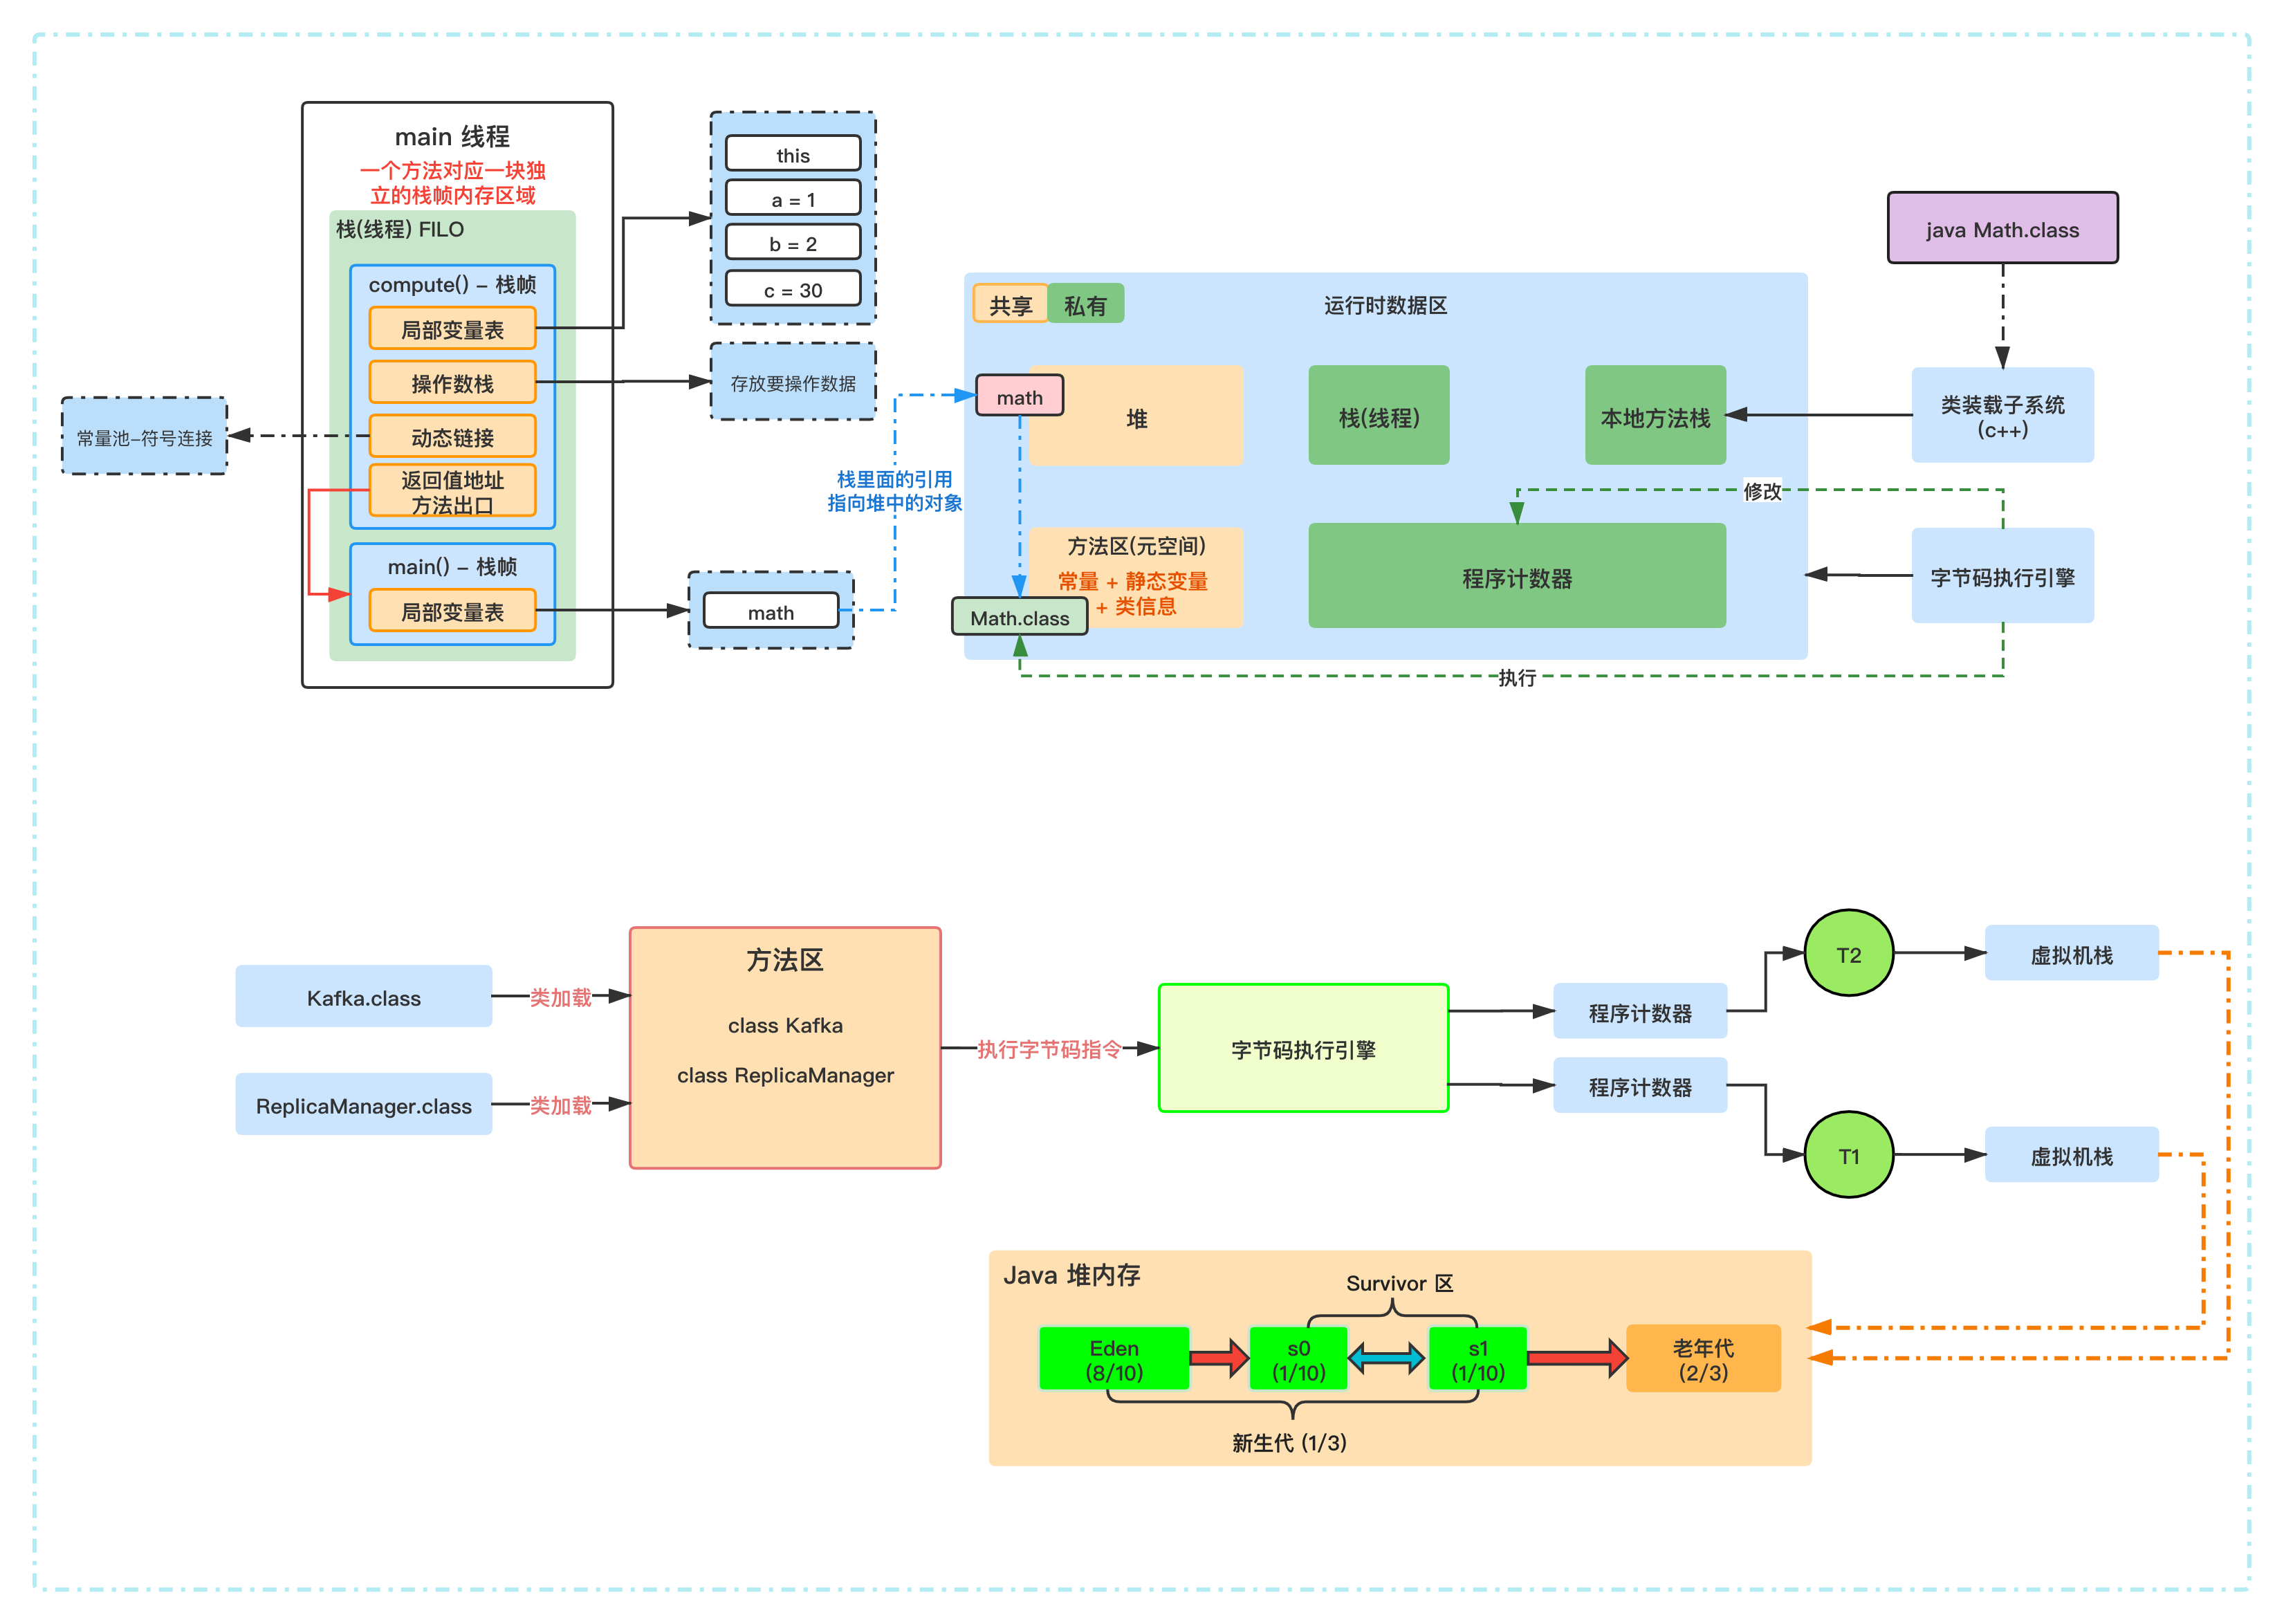 main 线程
一个方法对应一块独
立的栈帧内存区域
栈(线程) FILO
compute() – 栈帧
局部变量表
操作数栈
动态链接
返回值地址
方法出口
main() – 栈帧
局部变量表
常量池–符号连接
this
a = 1
b = 2
c = 30
存放要操作数据
math
栈里面的引用
指向堆中的对象
共享
私有
运行时数据区
math
堆
栈(线程)
本地方法栈
方法区(元空间)
常量 + 静态变量
+ 类信息
Math.class
程序计数器
java Math.class
类装载子系统
(c++)
修改
字节码执行引擎
执行
Kafka.class
类加载
ReplicaManager.class
类加载
方法区
class Kafka
class ReplicaManager
执行字节码指令
字节码执行引擎
程序计数器
程序计数器
T2
虚拟机栈
T1
虚拟机栈
Java 堆内存
Survivor 区
Eden
(8/10)
s0
(1/10)
s1
(1/10)
老年代
(2/3)
新生代 (1/3)